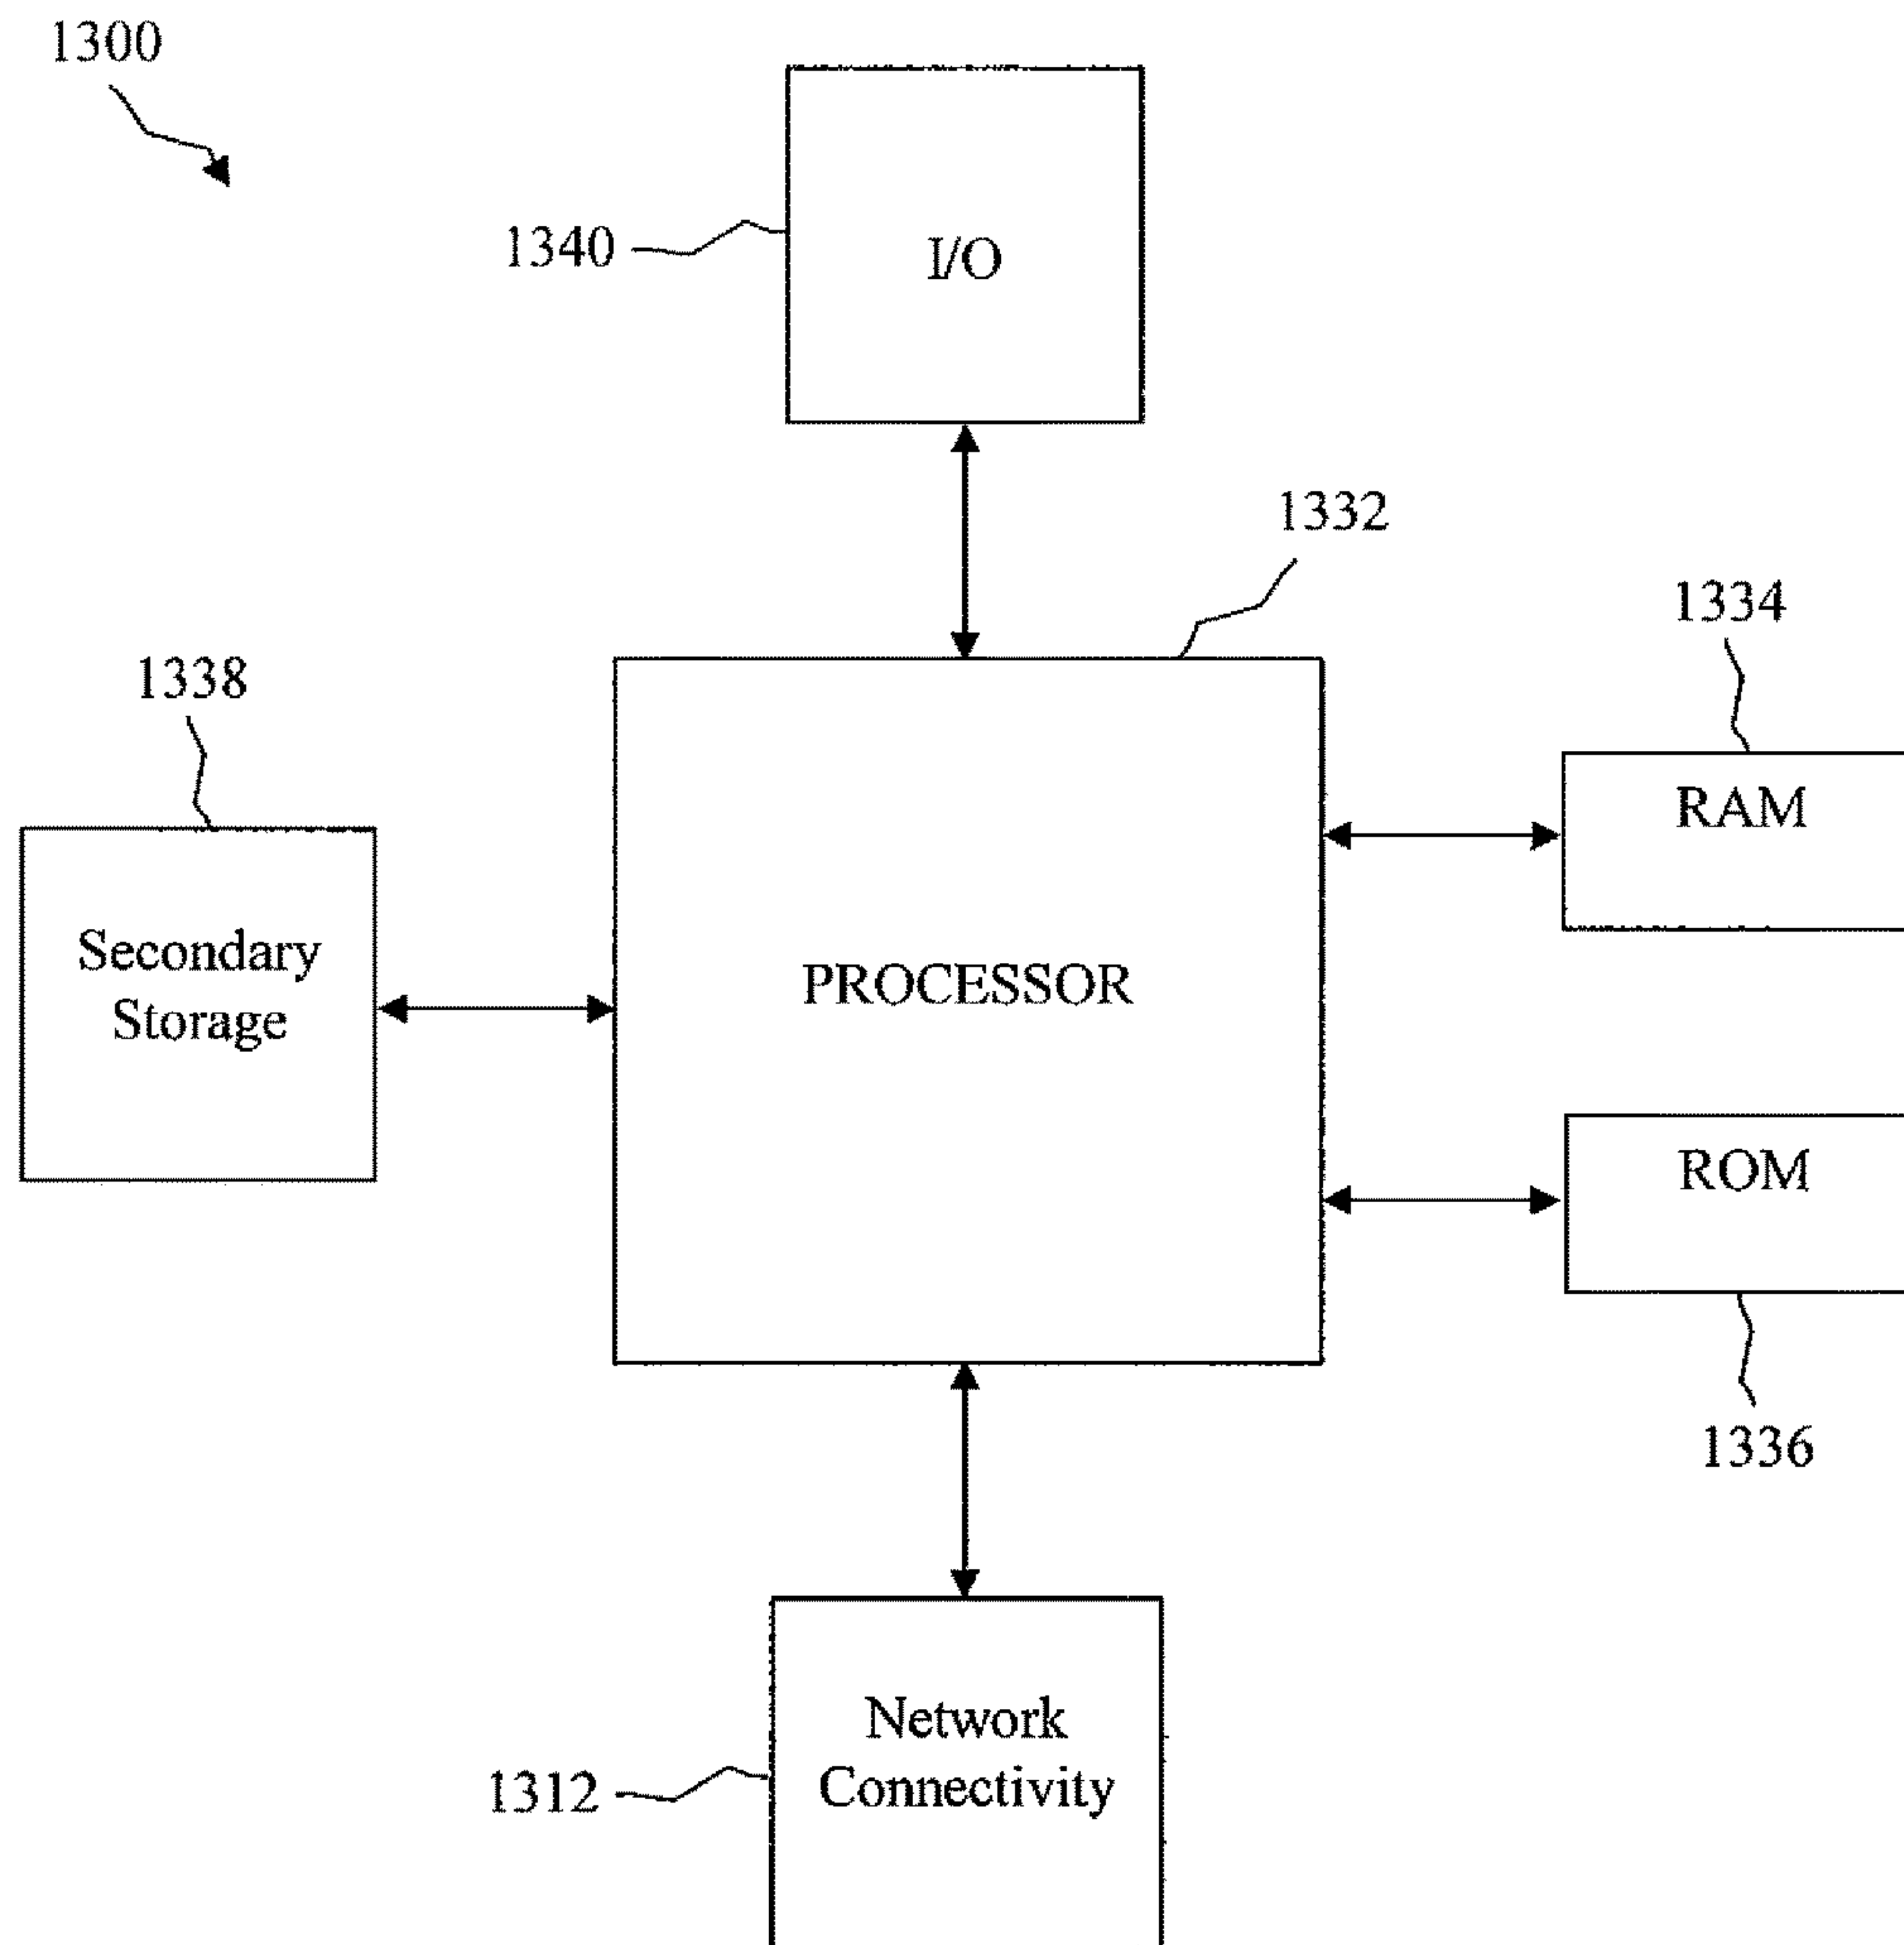 1300
1340
I/O
1332
1334
1338
RAM
Secondary
Storage
PROCESSOR
ROM
1336
Network
Connectivity
1312